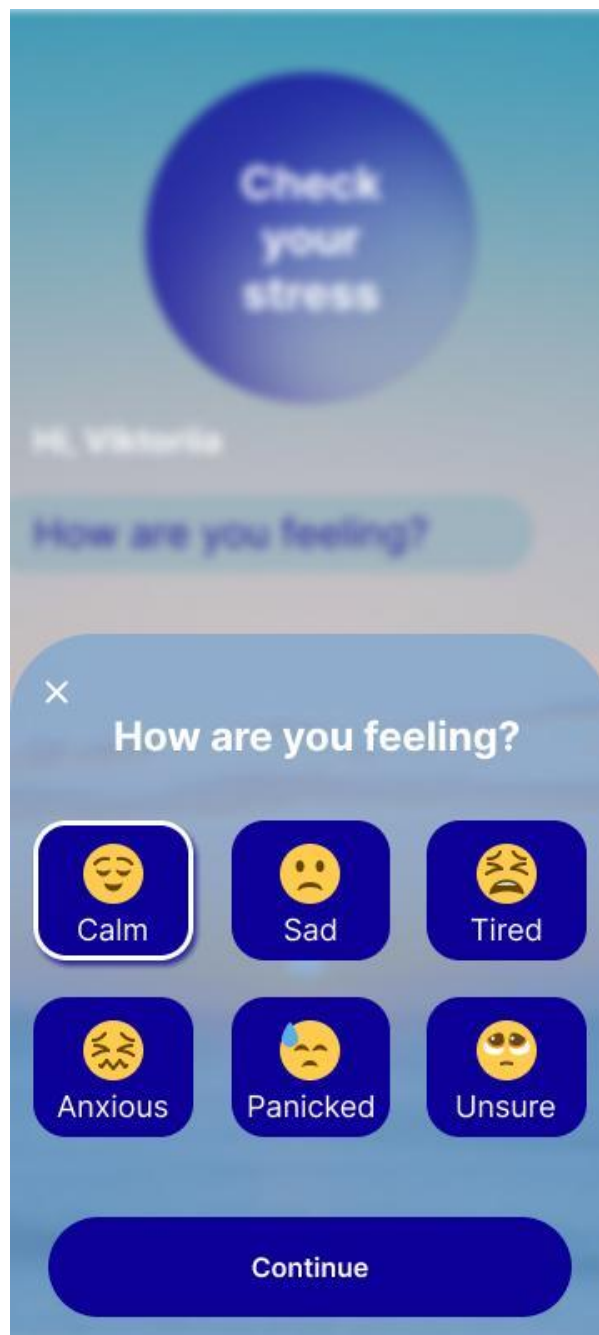 Check
your
stress
Hi, Viktoriia
How are you feeling?
How are you feeling?
Calm
Sad
Tired
Anxious
Panicked
Unsure
Continue